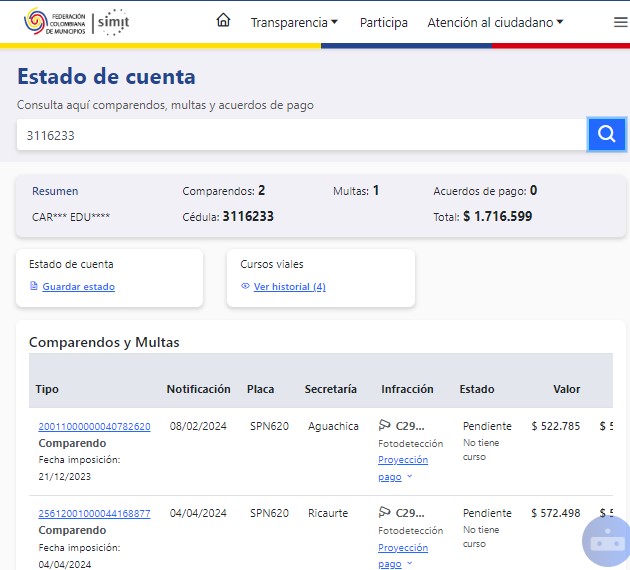 FEDERACIÓN
COLOMBIANA
DE MUNICIPIOS
simit
Transparencia Participa Atención al ciudadano
Estado de cuenta
Consulta aquí comparendos, multas y acuerdos de pago
3116233
Resumen Comparendos: 2 Multas: 1 Acuerdos de pago: 0
CAR*** EDU**** Cédula: 3116233 Total: $ 1.716.599
Estado de cuenta Cursos viales
Guardar estado Ver historial (4)
Comparendos y Multas
Tipo Notificación Placa Secretaría Infracción Estado Valor
20011000000040782620 08/02/2024 SPN620 Aguachica C29... Pendiente $ 522.785 $ 5
Comparendo Fotodetección No tiene
Fecha imposición: Proyección curso
21/12/2023 pago
25612001000044168877 04/04/2024 SPN620 Ricaurte C29... Pendiente $ 572.498 $ 5
Comparendo Fotodetección No tiene
Fecha imposición: Proyección curso
04/04/2024 pago